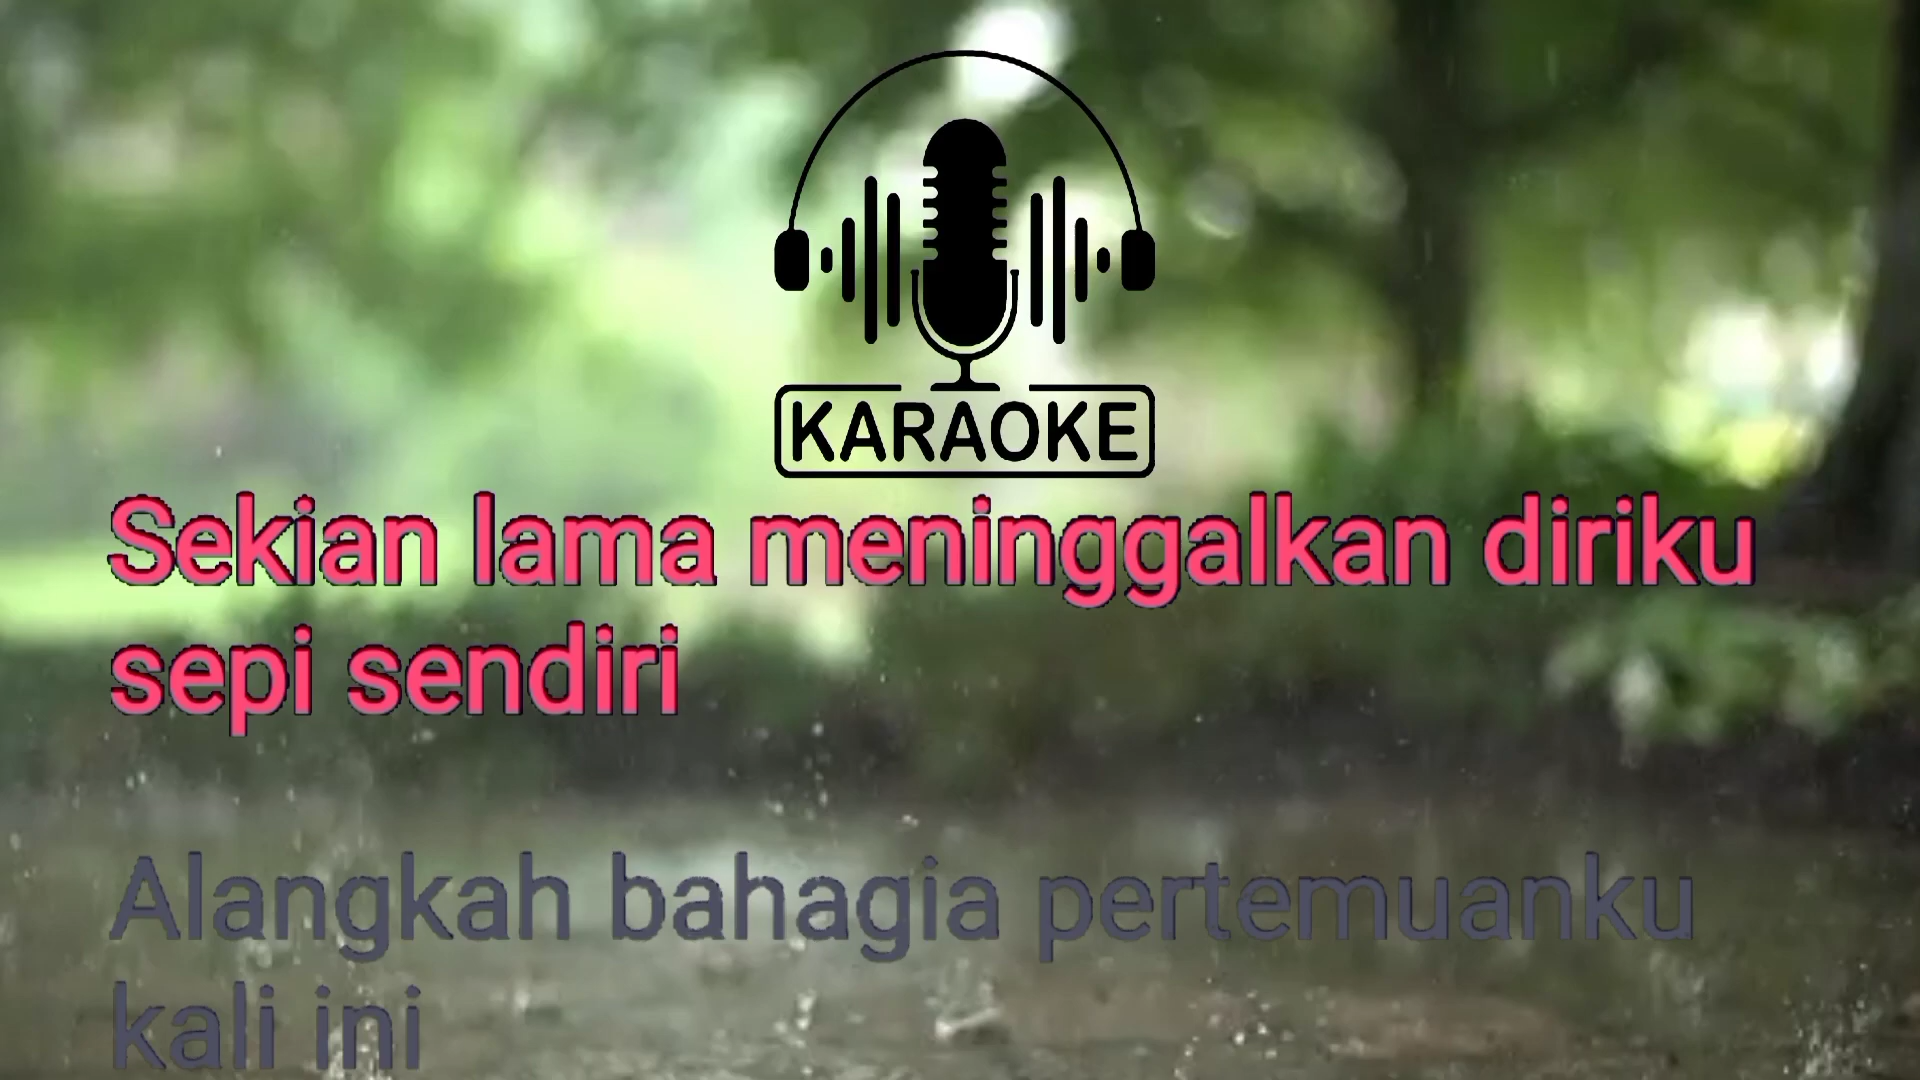 KARAOKE
Sekian lama meninggalkan diriku
sepi sendiri
Alangkah bahagia pertemuanku
kali ini